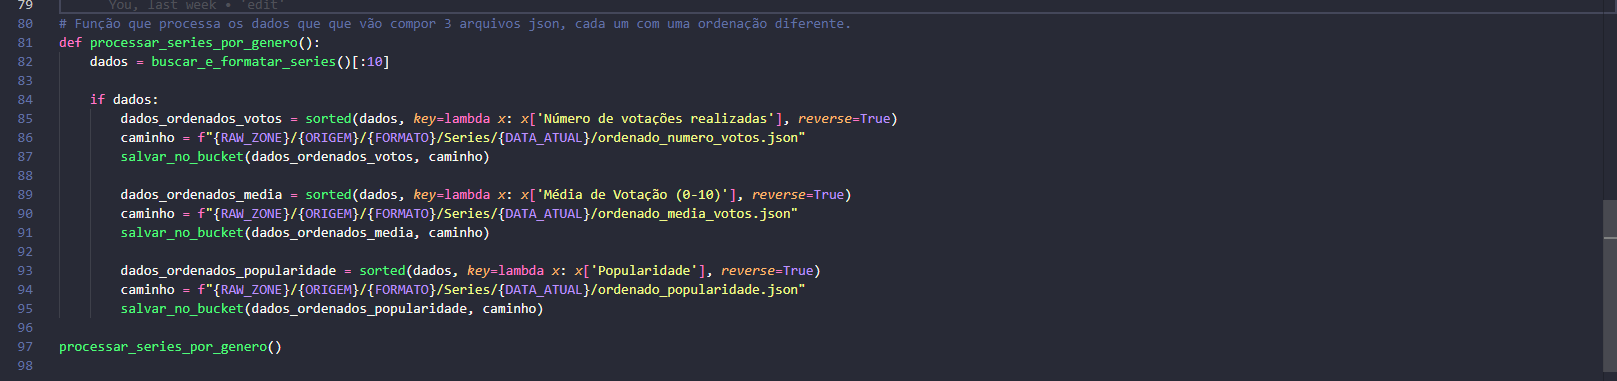 79 You, last week • 'edit'
80 # Função que processa os dados que que vão compor 3 arquivos json, cada um com uma ordenação diferente.
81 def processar_series_por_genero():
82     dados = buscar_e_formatar_series()[:10]
83
84     if dados:
85         dados_ordenados_votos = sorted(dados, key=lambda x: x['Número de votações realizadas'], reverse=True)
86         caminho = f"{RAW_ZONE}/{ORIGEM}/{FORMATO}/Series/{DATA_ATUAL}/ordenado_numero_votos.json"
87         salvar_no_bucket(dados_ordenados_votos, caminho)
88
89         dados_ordenados_media = sorted(dados, key=lambda x: x['Média de Votação (0-10)'], reverse=True)
90         caminho = f"{RAW_ZONE}/{ORIGEM}/{FORMATO}/Series/{DATA_ATUAL}/ordenado_media_votos.json"
91         salvar_no_bucket(dados_ordenados_media, caminho)
92
93         dados_ordenados_popularidade = sorted(dados, key=lambda x: x['Popularidade'], reverse=True)
94         caminho = f"{RAW_ZONE}/{ORIGEM}/{FORMATO}/Series/{DATA_ATUAL}/ordenado_popularidade.json"
95         salvar_no_bucket(dados_ordenados_popularidade, caminho)
96
97 processar_series_por_genero()
98